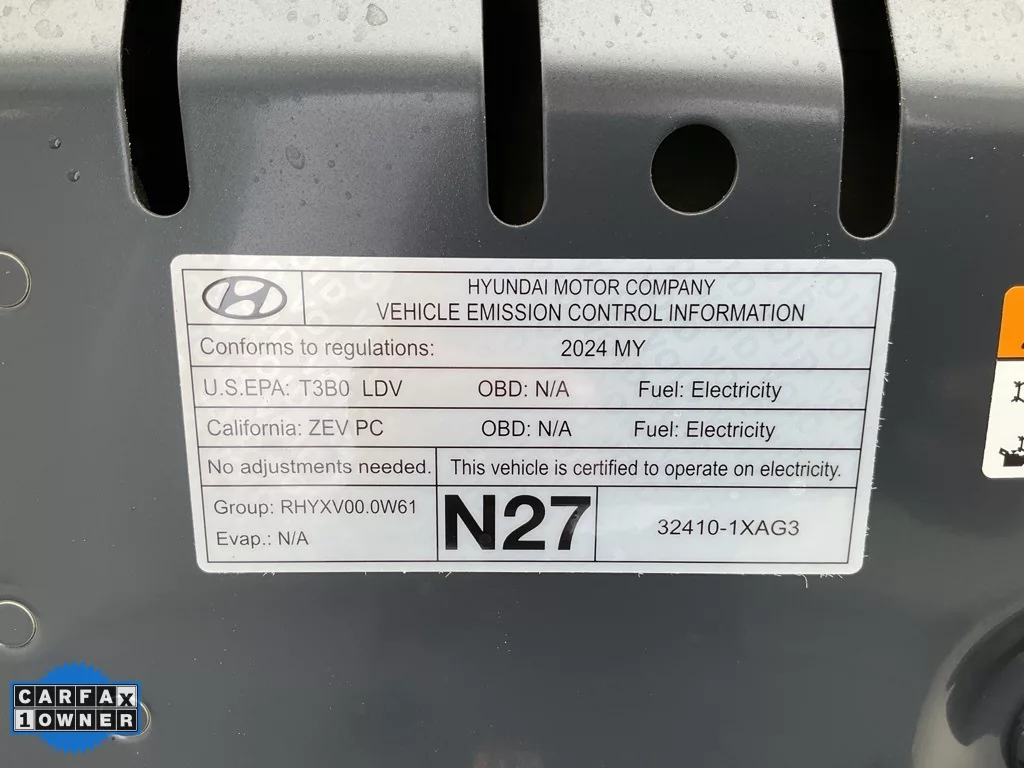 HYUNDAI MOTOR COMPANY
VEHICLE EMISSION CONTROL INFORMATION
Conforms to regulations: 2024 MY
U.S.EPA: T3B0 LDV OBD: N/A Fuel: Electricity
California: ZEV PC OBD: N/A Fuel: Electricity
No adjustments needed. This vehicle is certified to operate on electricity.
Group: RHYXV00.0W61
Evap.: N/A
N27
32410-1XAG3
CARFAX
1 OWNER